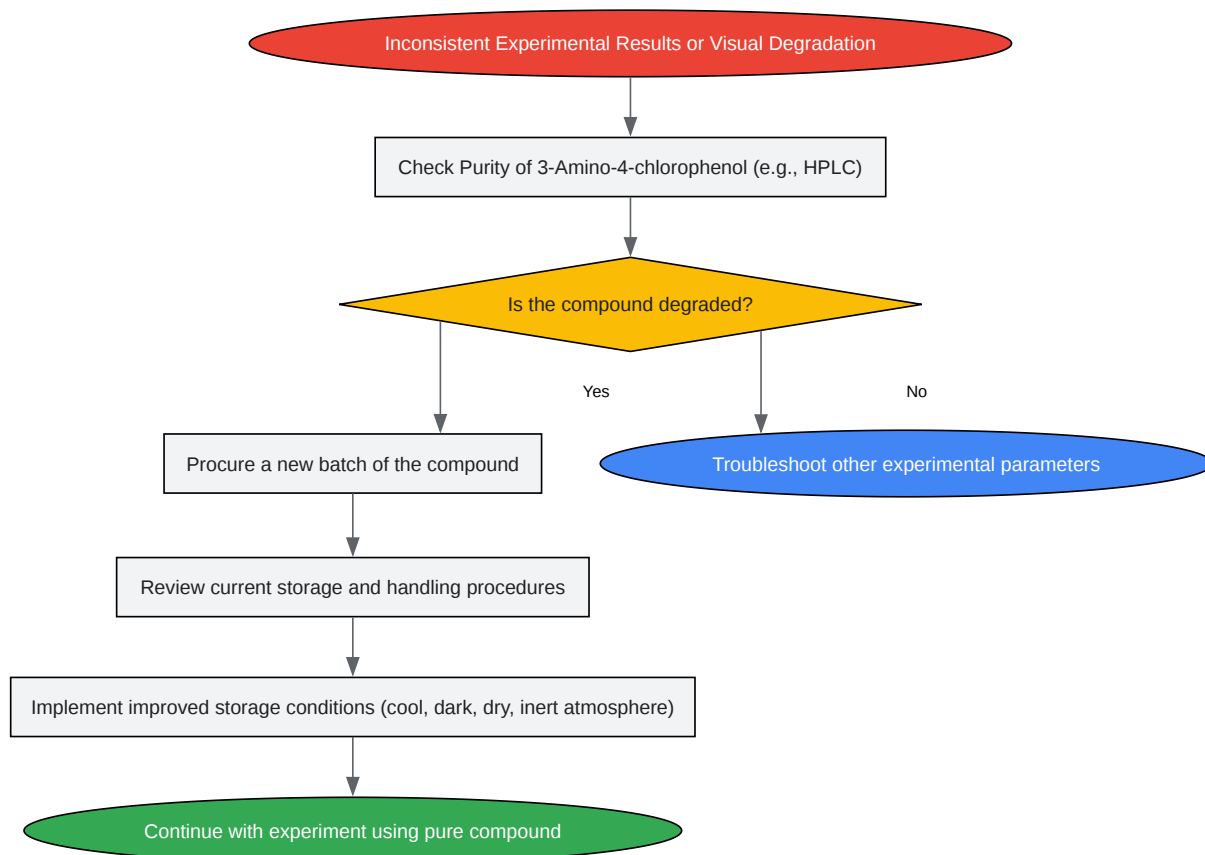 Inconsistent Experimental Results or Visual Degradation
Check Purity of 3-Amino-4-chlorophenol (e.g., HPLC)
Is the compound degraded?
Yes
No
Procure a new batch of the compound
Troubleshoot other experimental parameters
Review current storage and handling procedures
Implement improved storage conditions (cool, dark, dry, inert atmosphere)
Continue with experiment using pure compound